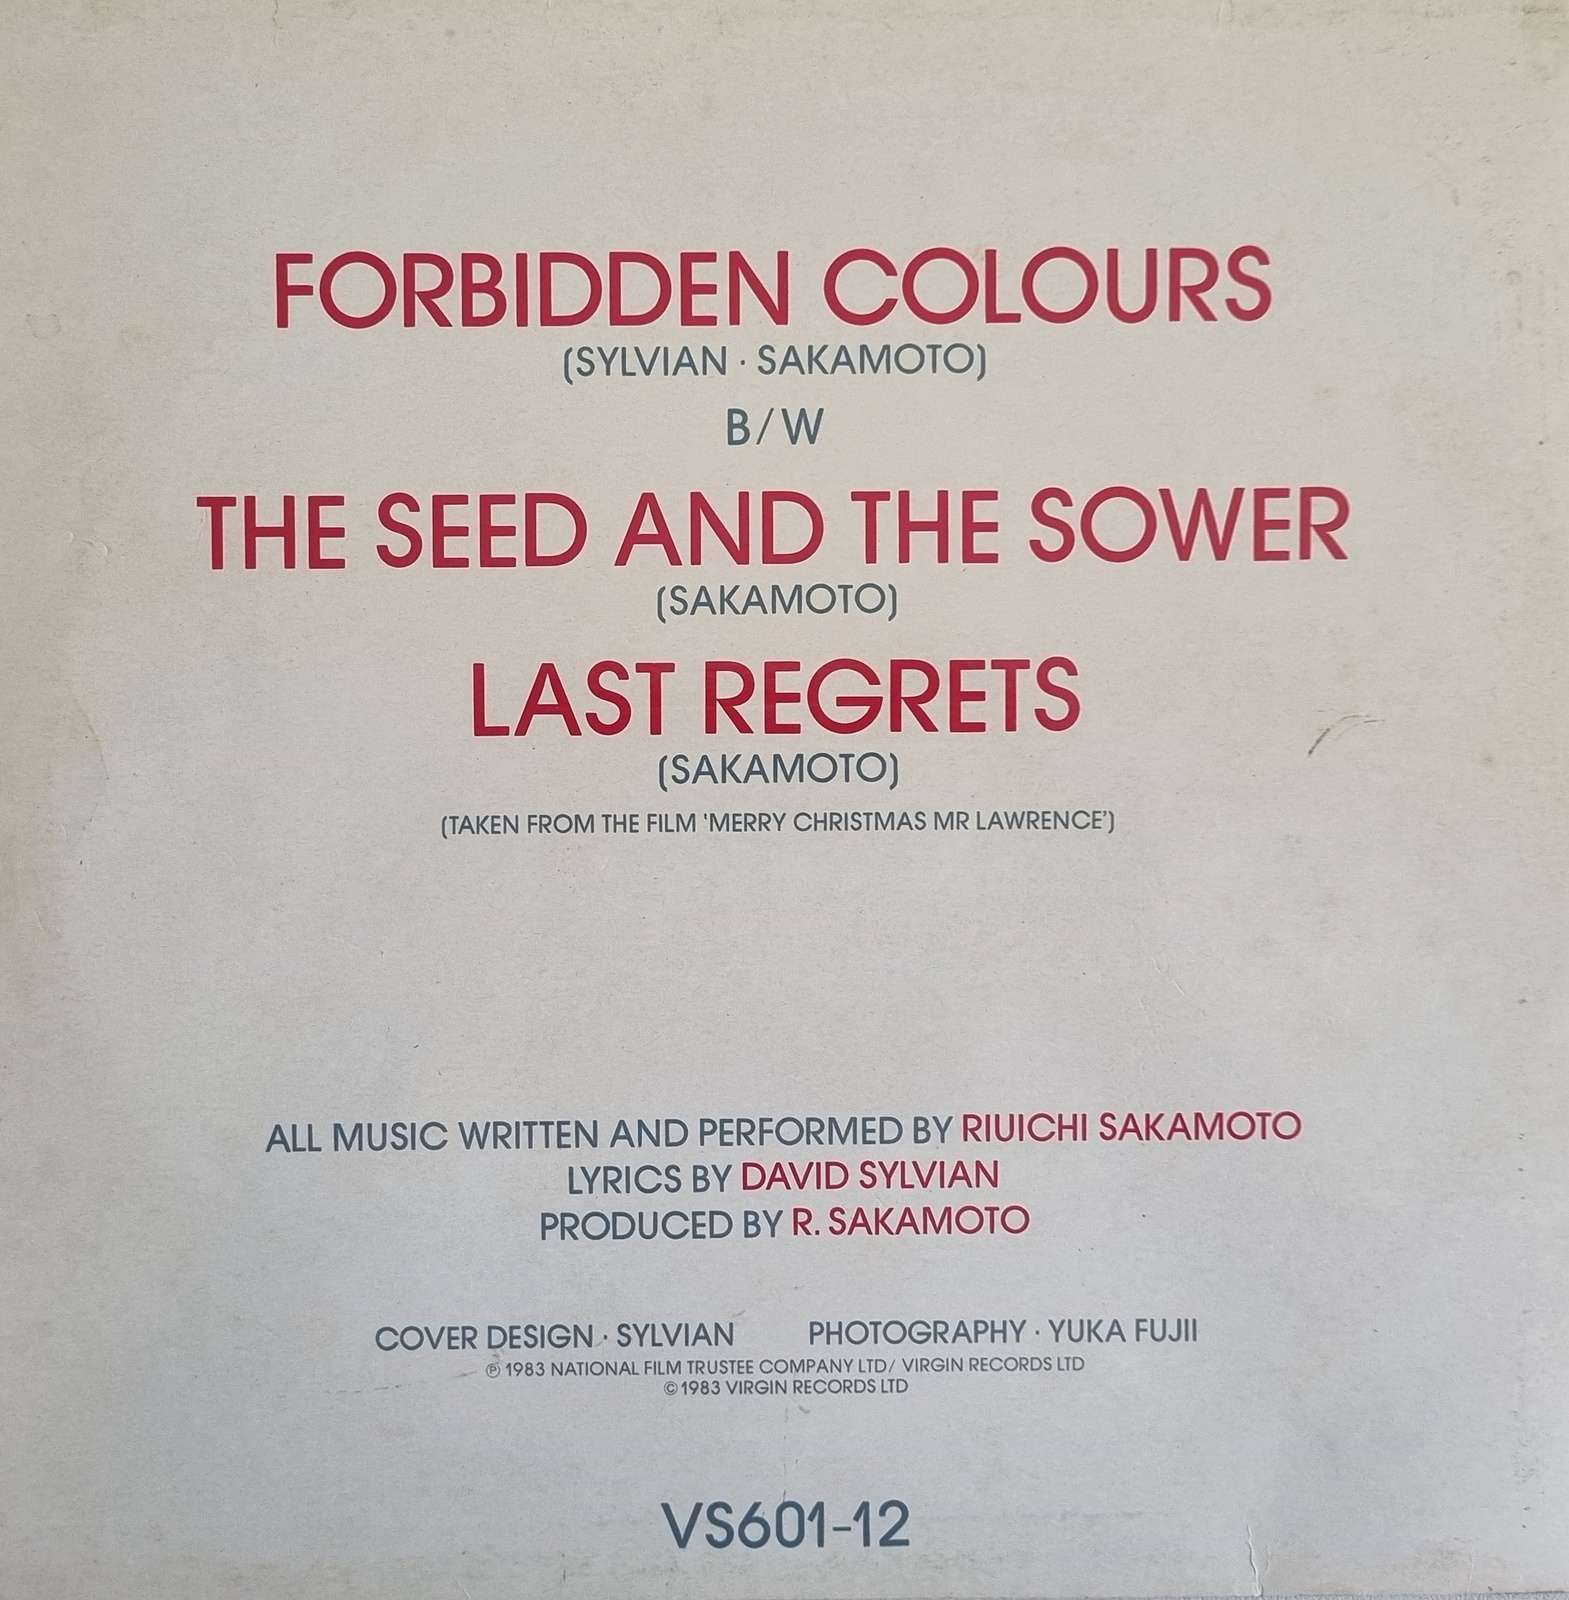 FORBIDDEN COLOURS
(SYLVIAN · SAKAMOTO)
B/W
THE SEED AND THE SOWER
(SAKAMOTO)
LAST REGRETS
(SAKAMOTO)
(TAKEN FROM THE FILM 'MERRY CHRISTMAS MR LAWRENCE')
ALL MUSIC WRITTEN AND PERFORMED BY RIUICHI SAKAMOTO
LYRICS BY DAVID SYLVIAN
PRODUCED BY R. SAKAMOTO
COVER DESIGN · SYLVIAN PHOTOGRAPHY · YUKA FUJII
℗ 1983 NATIONAL FILM TRUSTEE COMPANY LTD/ VIRGIN RECORDS LTD
© 1983 VIRGIN RECORDS LTD
VS601-12